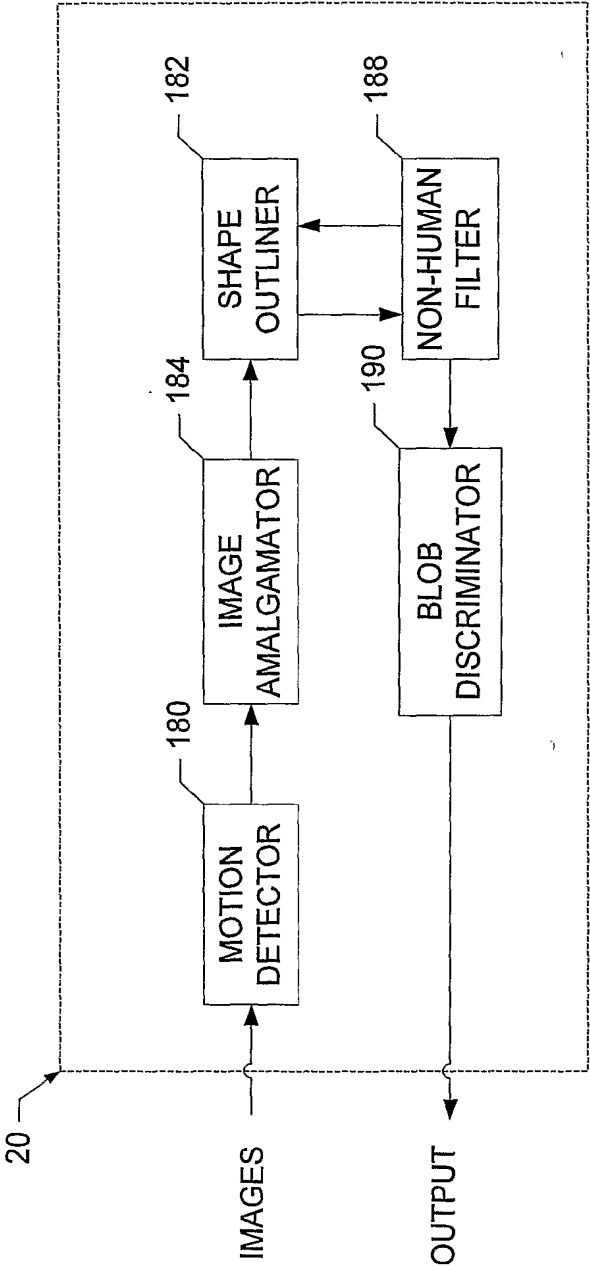 20
IMAGES
180
MOTION
DETECTOR
184
IMAGE
AMALGAMATOR
182
SHAPE
OUTLINER
188
NON-HUMAN
FILTER
190
BLOB
DISCRIMINATOR
OUTPUT